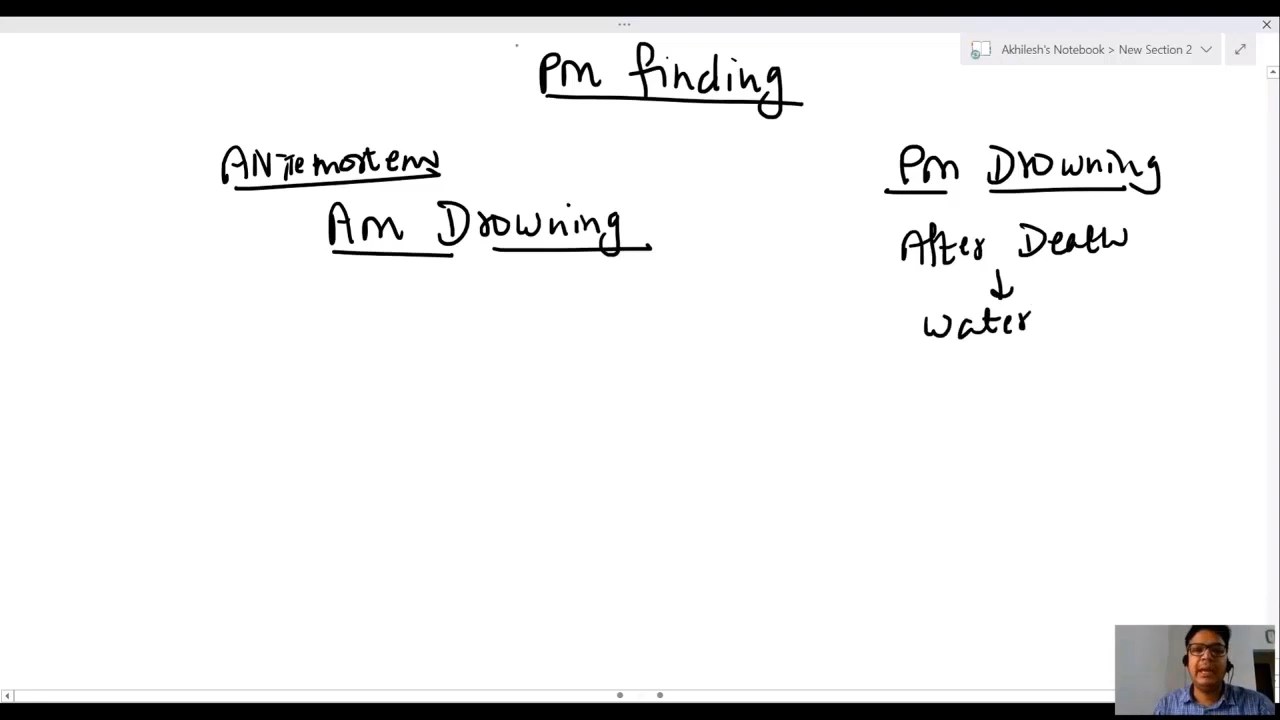 Akhilesh's Notebook > New Section 2
Pm finding
ANTemortem
Am Drowning
Pm Drowning
After Death
↓
water